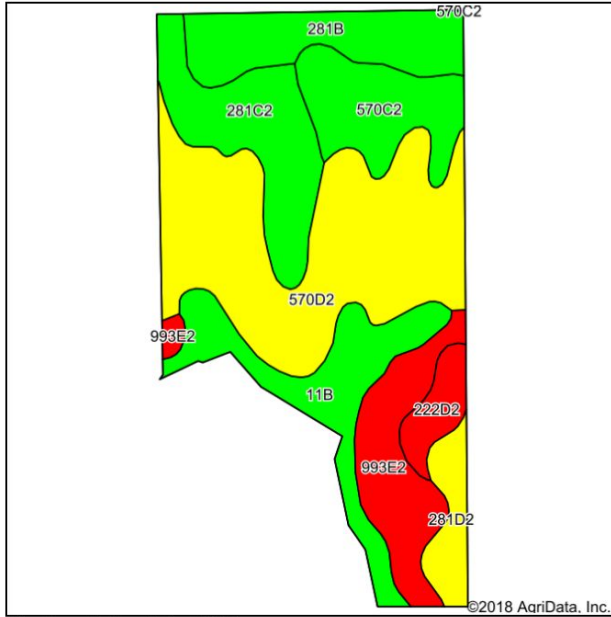 570C2
281B
281C2
570C2
570D2
993E2
11B
222D2
993E2
281D2
©2018 AgriData, Inc.